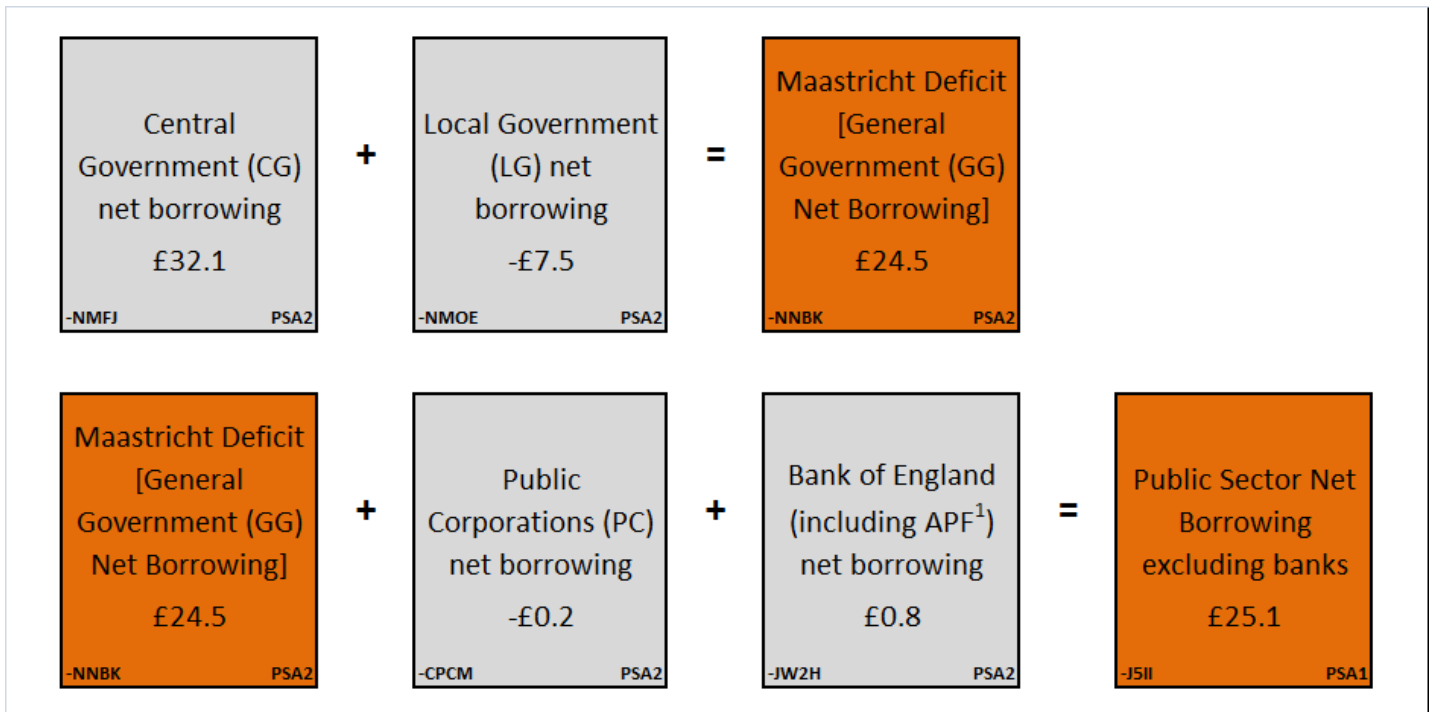 Central
Government (CG)
net borrowing
£32.1
-NMFJ PSA2
+
Local Government
(LG) net
borrowing
-£7.5
-NMOE PSA2
=
Maastricht Deficit
[General
Government (GG)
Net Borrowing]
£24.5
-NNBK PSA2
Maastricht Deficit
[General
Government (GG)
Net Borrowing]
£24.5
-NNBK PSA2
+
Public
Corporations (PC)
net borrowing
-£0.2
-CPCM PSA2
+
Bank of England
(including APF¹)
net borrowing
£0.8
-JW2H PSA2
=
Public Sector Net
Borrowing
excluding banks
£25.1
-J5II PSA1